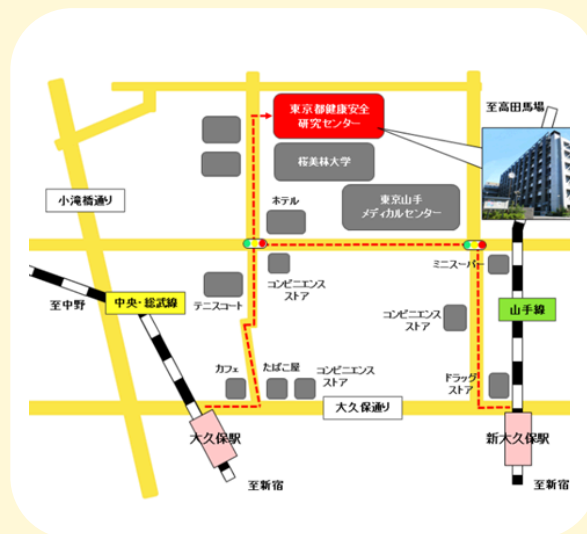 東京都健康安全
研究センター
至高田馬場
桜美林大学
東京山手
メディカルセンター
小滝橋通り
ホテル
ミニスーパー
コンビニエンス
ストア
テニスコート
中央・総武線
至中野
山手線
コンビニエンス
ストア
カフェ
たばこ屋
コンビニエンス
ストア
ドラッグ
ストア
大久保通り
大久保駅
新大久保駅
至新宿
至新宿